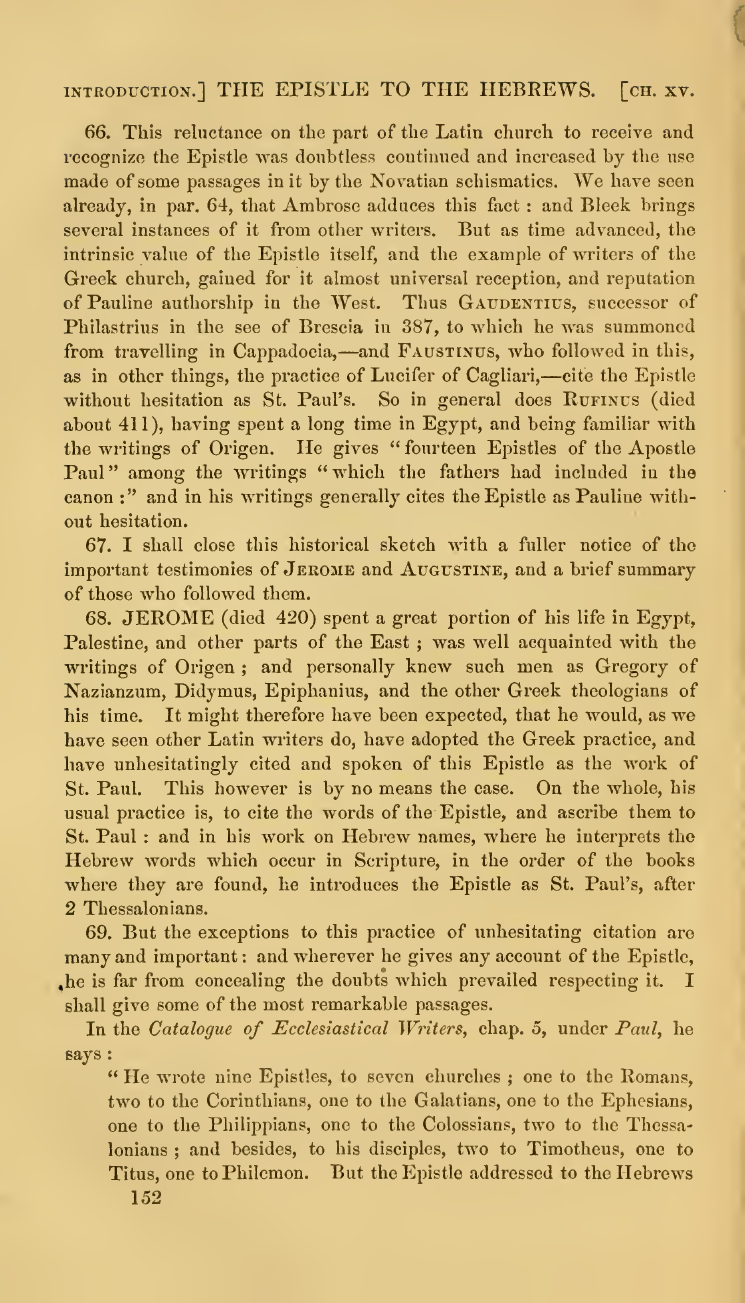 INTRODUCTION.] THE EPISTLE TO THE HEBREWS. [CH. XV.
66. This reluctance on the part of the Latin church to receive and
recognize the Epistle was doubtless continued and increased by the use
made of some passages in it by the Novatian schismatics. We have seen
already, in par. 64, that Ambrose adduces this fact : and Bleek brings
several instances of it from other writers. But as time advanced, the
intrinsic value of the Epistle itself, and the example of writers of the
Greek church, gained for it almost universal reception, and reputation
of Pauline authorship in the West. Thus GAUDENTIUS, successor of
Philastrius in the see of Brescia in 387, to which he was summoned
from travelling in Cappadocia,—and FAUSTINUS, who followed in this,
as in other things, the practice of Lucifer of Cagliari,—cite the Epistle
without hesitation as St. Paul's. So in general does RUFINUS (died
about 411), having spent a long time in Egypt, and being familiar with
the writings of Origen. He gives “ fourteen Epistles of the Apostle
Paul ” among the writings “ which the fathers had included in the
canon :” and in his writings generally cites the Epistle as Pauline with-
out hesitation.
67. I shall close this historical sketch with a fuller notice of the
important testimonies of JEROME and AUGUSTINE, and a brief summary
of those who followed them.
68. JEROME (died 420) spent a great portion of his life in Egypt,
Palestine, and other parts of the East ; was well acquainted with the
writings of Origen ; and personally knew such men as Gregory of
Nazianzum, Didymus, Epiphanius, and the other Greek theologians of
his time. It might therefore have been expected, that he would, as we
have seen other Latin writers do, have adopted the Greek practice, and
have unhesitatingly cited and spoken of this Epistle as the work of
St. Paul. This however is by no means the case. On the whole, his
usual practice is, to cite the words of the Epistle, and ascribe them to
St. Paul : and in his work on Hebrew names, where he interprets the
Hebrew words which occur in Scripture, in the order of the books
where they are found, he introduces the Epistle as St. Paul's, after
2 Thessalonians.
69. But the exceptions to this practice of unhesitating citation are
many and important : and wherever he gives any account of the Epistle,
he is far from concealing the doubts which prevailed respecting it. I
shall give some of the most remarkable passages.
In the Catalogue of Ecclesiastical Writers, chap. 5, under Paul, he
says :
“ He wrote nine Epistles, to seven churches ; one to the Romans,
two to the Corinthians, one to the Galatians, one to the Ephesians,
one to the Philippians, one to the Colossians, two to the Thessa-
lonians ; and besides, to his disciples, two to Timotheus, one to
Titus, one to Philemon. But the Epistle addressed to the Hebrews
152